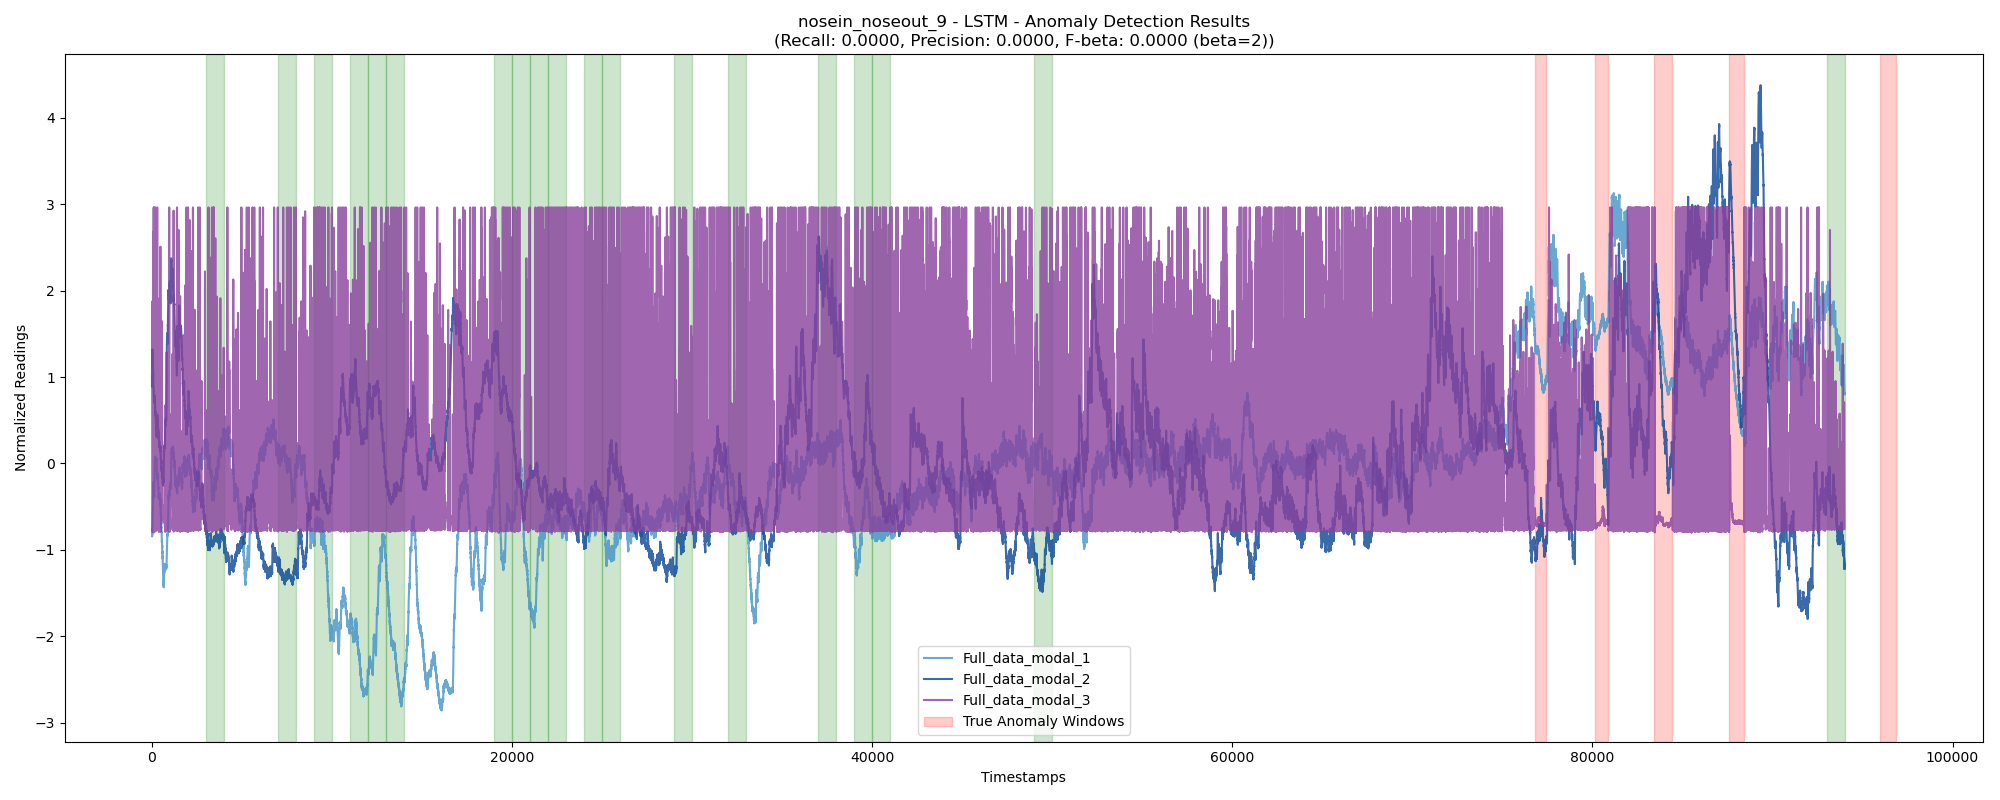 nosein_noseout_9 - LSTM - Anomaly Detection Results
(Recall: 0.0000, Precision: 0.0000, F-beta: 0.0000 (beta=2))
Normalized Readings
4
3
2
1
0
−1
−2
−3
Full_data_modal_1
Full_data_modal_2
Full_data_modal_3
True Anomaly Windows
0 20000 40000 60000 80000 100000
Timestamps